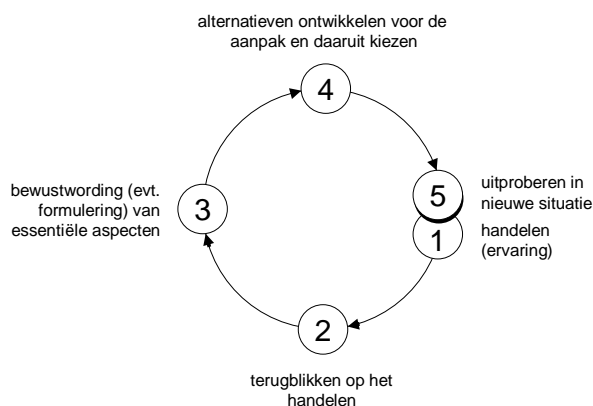 alternatieven ontwikkelen voor de
aanpak en daaruit kiezen
4
bewustwording (evt.
formulering) van
essentiële aspecten
3
5
uitproberen in
nieuwe situatie
1
handelen
(ervaring)
2
terugblikken op het
handelen